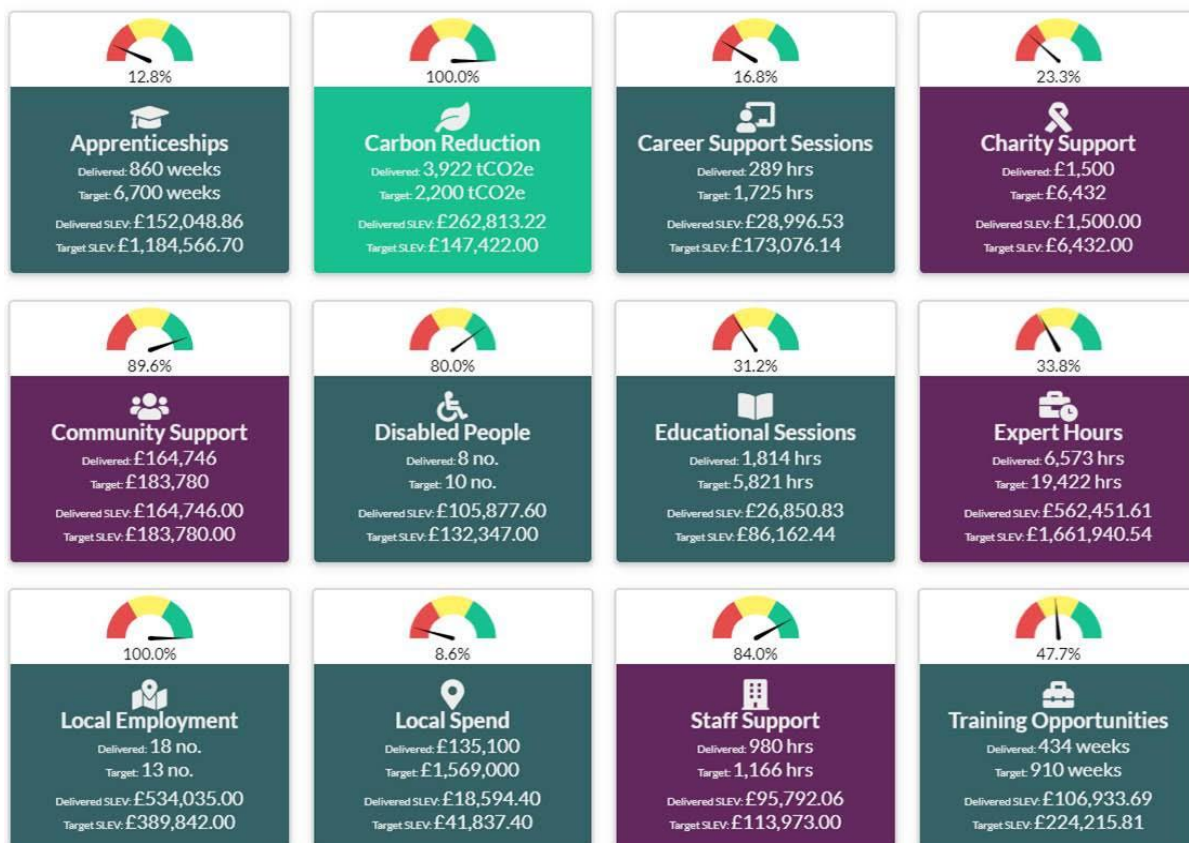 12.8%
Apprenticeships
Delivered: 860 weeks
Target: 6,700 weeks
Delivered SLEV: £152,048.86
Target SLEV: £1,184,566.70
100.0%
Carbon Reduction
Delivered: 3,922 tCO2e
Target: 2,200 tCO2e
Delivered SLEV: £262,813.22
Target SLEV: £147,422.00
16.8%
Career Support Sessions
Delivered: 289 hrs
Target: 1,725 hrs
Delivered SLEV: £28,996.53
Target SLEV: £173,076.14
23.3%
Charity Support
Delivered: £1,500
Target: £6,432
Delivered SLEV: £1,500.00
Target SLEV: £6,432.00
89.6%
Community Support
Delivered: £164,746
Target: £183,780
Delivered SLEV: £164,746.00
Target SLEV: £183,780.00
80.0%
Disabled People
Delivered: 8 no.
Target: 10 no.
Delivered SLEV: £105,877.60
Target SLEV: £132,347.00
31.2%
Educational Sessions
Delivered: 1,814 hrs
Target: 5,821 hrs
Delivered SLEV: £26,850.83
Target SLEV: £86,162.44
33.8%
Expert Hours
Delivered: 6,573 hrs
Target: 19,422 hrs
Delivered SLEV: £562,451.61
Target SLEV: £1,661,940.54
100.0%
Local Employment
Delivered: 18 no.
Target: 13 no.
Delivered SLEV: £534,035.00
Target SLEV: £389,842.00
8.6%
Local Spend
Delivered: £135,100
Target: £1,569,000
Delivered SLEV: £18,594.40
Target SLEV: £41,837.40
84.0%
Staff Support
Delivered: 980 hrs
Target: 1,166 hrs
Delivered SLEV: £95,792.06
Target SLEV: £113,973.00
47.7%
Training Opportunities
Delivered: 434 weeks
Target: 910 weeks
Delivered SLEV: £106,933.69
Target SLEV: £224,215.81